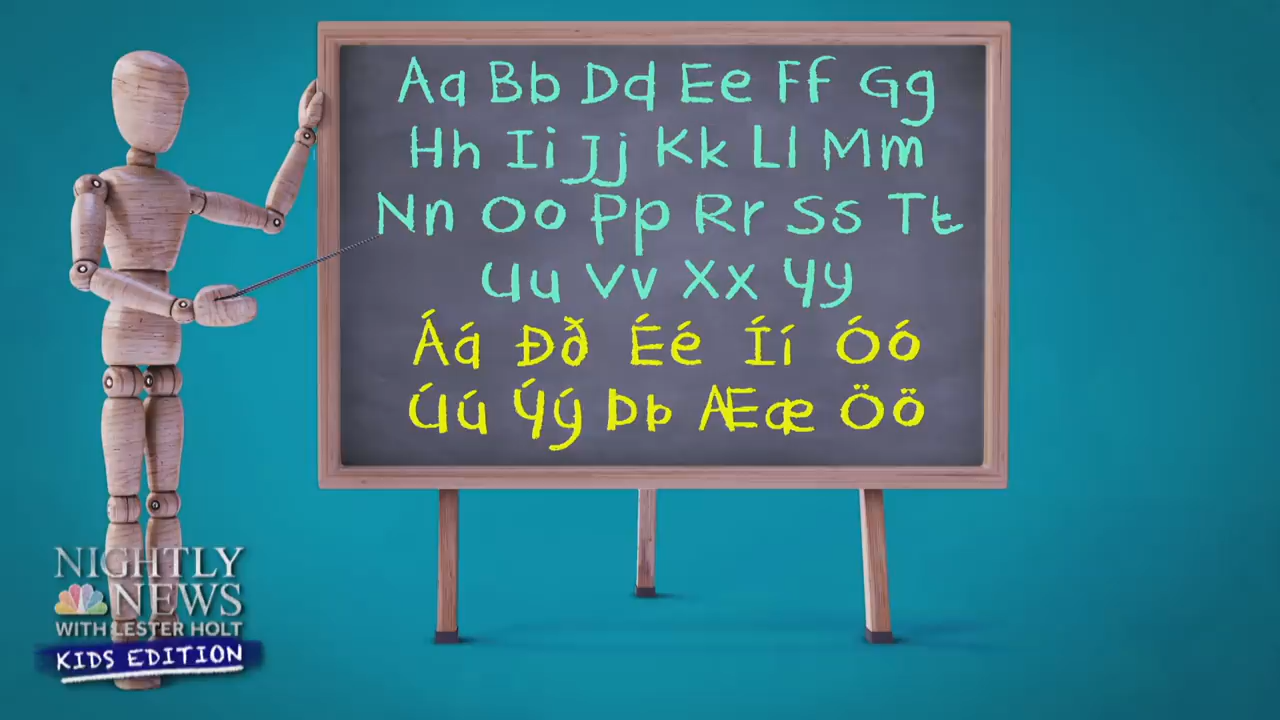 Aa Bb Dd Ee Ff Gg
Hh Ii Jj Kk Ll Mm
Nn Oo Pp Rr Ss Tt
Uu Vv Xx Yy
Áá Ðð Éé Íí Óó
Úú Ýý Þþ Ææ Öö
NIGHTLY
NEWS
WITH LESTER HOLT
KIDS EDITION